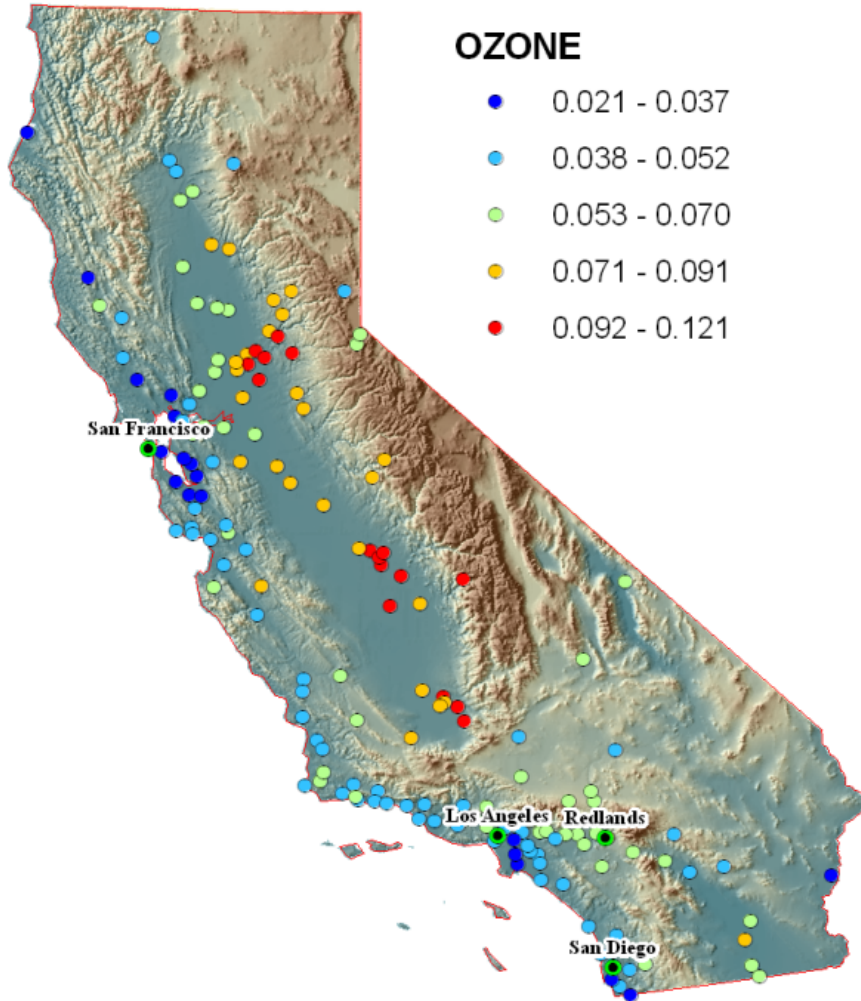 OZONE
0.021 - 0.037
0.038 - 0.052
0.053 - 0.070
0.071 - 0.091
0.092 - 0.121
San Francisco
Los Angeles
Redlands
San Diego